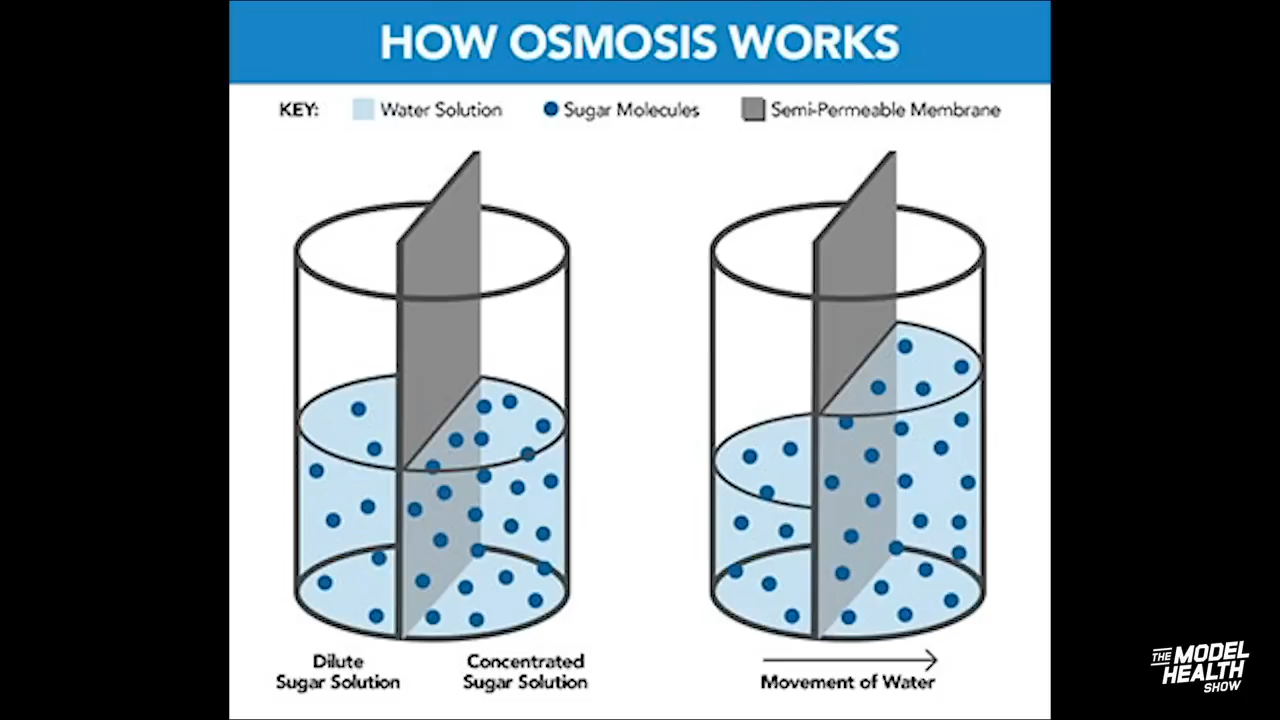 HOW OSMOSIS WORKS
KEY: Water Solution Sugar Molecules Semi-Permeable Membrane
Dilute
Sugar Solution
Concentrated
Sugar Solution
Movement of Water
THE MODEL
HEALTH
SHOW